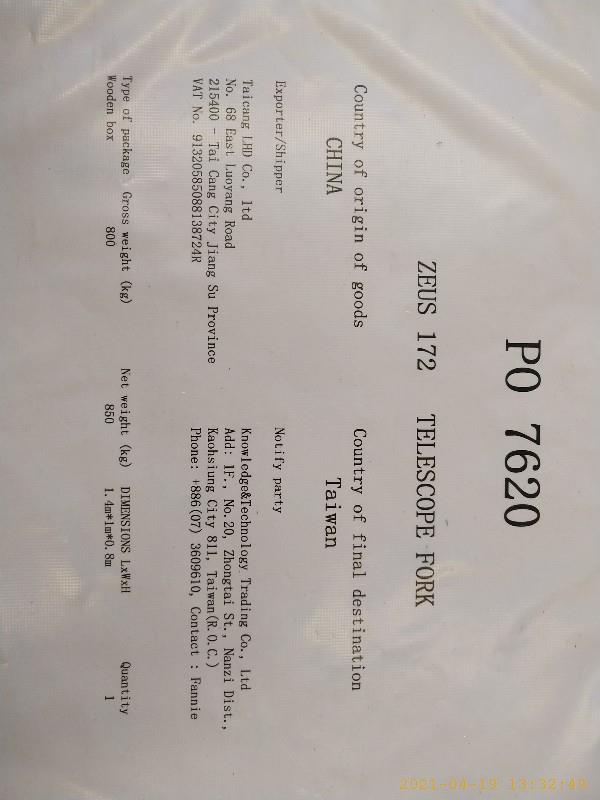 PO 7620
ZEUS 172 TELESCOPE FORK
Country of origin of goods
CHINA
Country of final destination
Taiwan
Exporter/Shipper
Taicang LHD Co., ltd
No. 68 East Luoyang Road
215400 - Tai Cang City Jiang Su Province
VAT No. 91320585088138724R
Notify party
Knowledge&Technology Trading Co., Ltd
Add: 1F., No.20, Zhongtai St., Nanzi Dist.,
Kaohsiung City 811, Taiwan(R.O.C.)
Phone: +886(07) 3609610, Contact : Fannie
Type of package Gross weight (kg) Net weight (kg) DIMENSIONS LxWxH Quantity
Wooden box 800 850 1.4m*1m*0.8m 1
2021-04-19 13:32:49